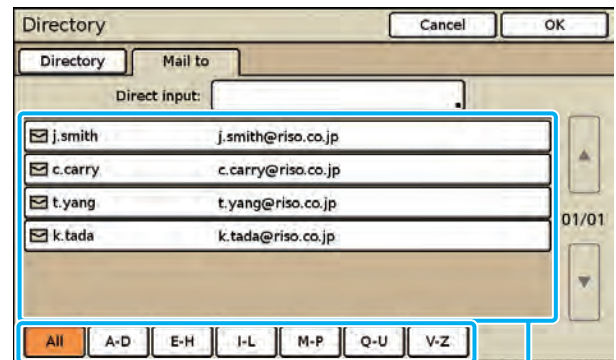 Directory Cancel OK
Directory Mail to
Direct input:
j.smith j.smith@riso.co.jp
c.carry c.carry@riso.co.jp
t.yang t.yang@riso.co.jp
k.tada k.tada@riso.co.jp
01/01
All A-D E-H I-L M-P Q-U V-Z